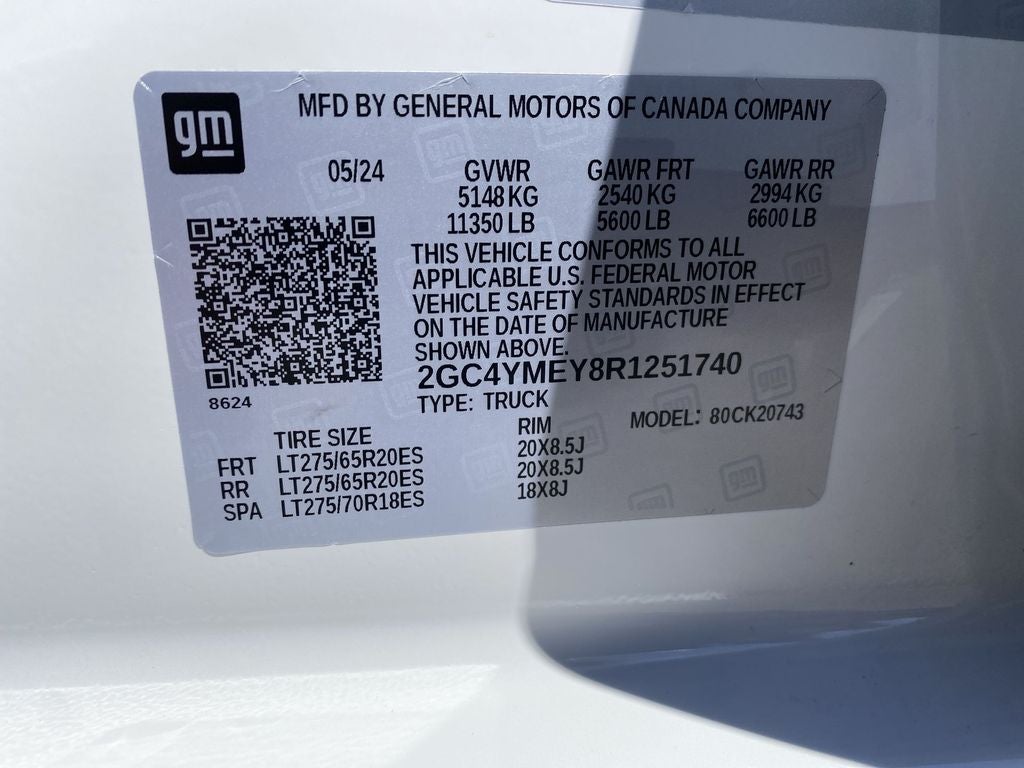 gm
MFD BY GENERAL MOTORS OF CANADA COMPANY
05/24 GVWR GAWR FRT GAWR RR
5148 KG 2540 KG 2994 KG
11350 LB 5600 LB 6600 LB
THIS VEHICLE CONFORMS TO ALL
APPLICABLE U.S. FEDERAL MOTOR
VEHICLE SAFETY STANDARDS IN EFFECT
ON THE DATE OF MANUFACTURE
SHOWN ABOVE.
2GC4YMEY8R1251740
8624
TYPE: TRUCK MODEL: 80CK20743
TIRE SIZE RIM
FRT LT275/65R20ES 20X8.5J
RR LT275/65R20ES 20X8.5J
SPA LT275/70R18ES 18X8J